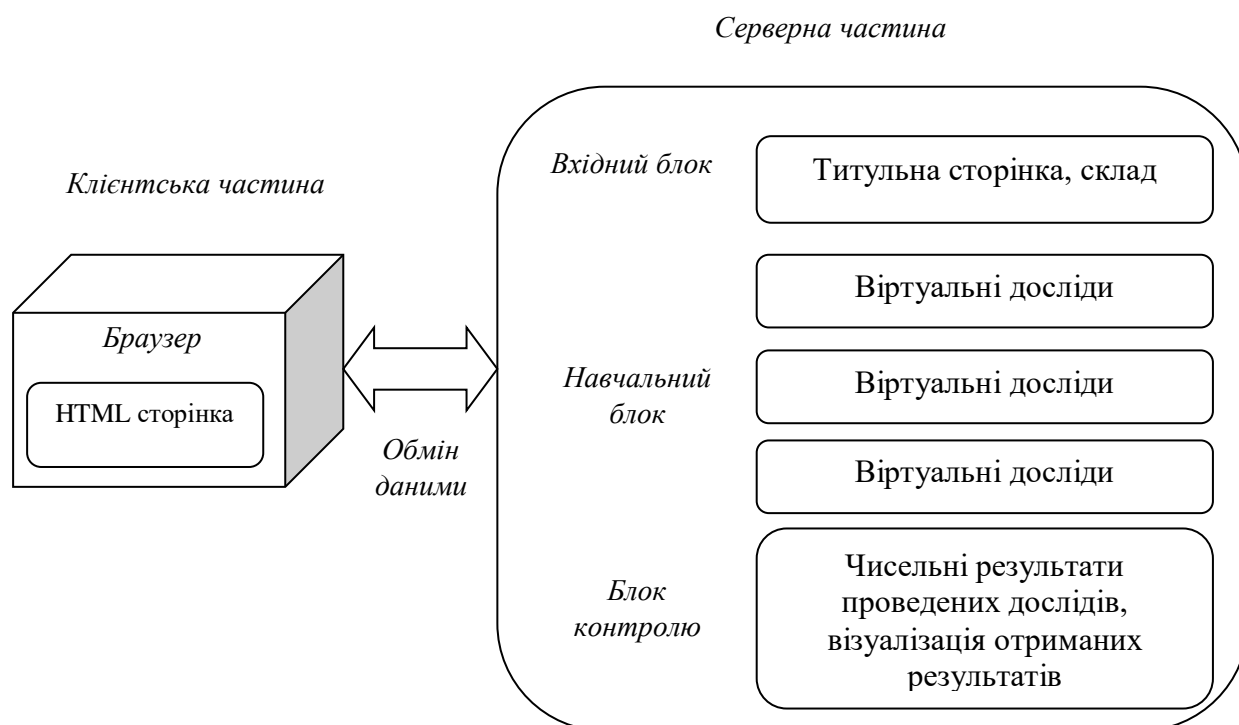 Серверна частина
Клієнтська частина
Браузер
HTML сторінка
Обмін
даними
Вхідний блок
Титульна сторінка, склад
Віртуальні досліди
Навчальний
блок
Віртуальні досліди
Віртуальні досліди
Блок
контролю
Чисельні результати
проведених дослідів,
візуалізація отриманих
результатів